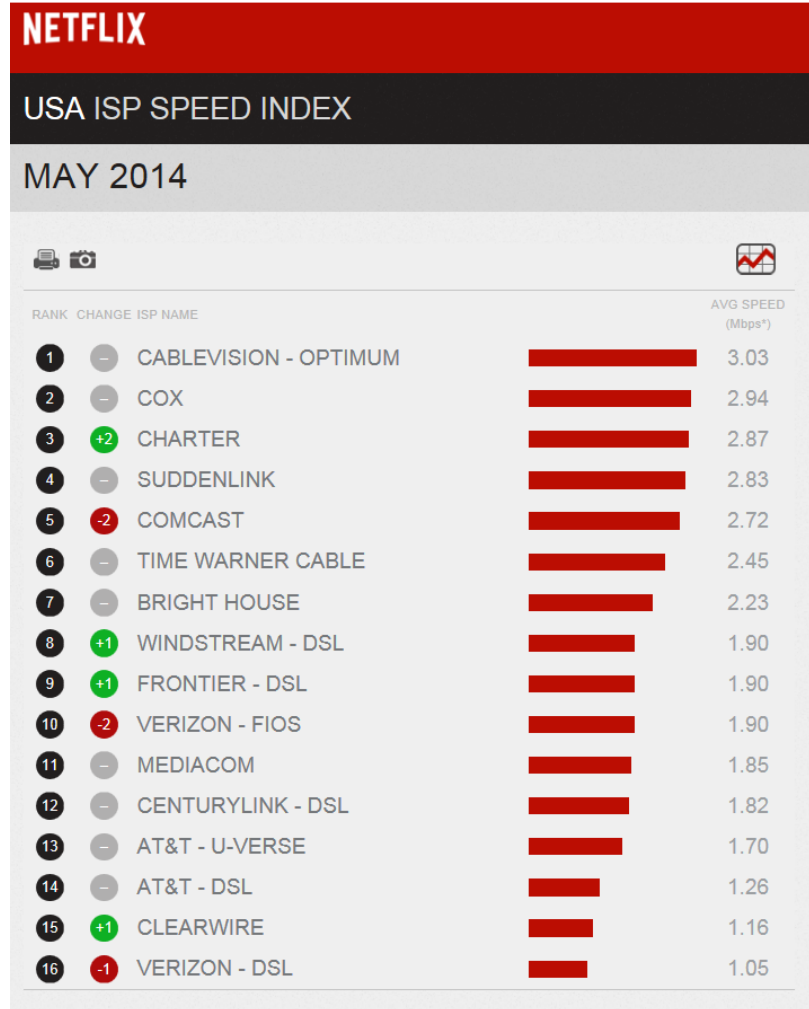 NETFLIX
USA ISP SPEED INDEX
MAY 2014
RANK CHANGE ISP NAME AVG SPEED
(Mbps*)
1 – CABLEVISION - OPTIMUM 3.03
2 – COX 2.94
3 +2 CHARTER 2.87
4 – SUDDENLINK 2.83
5 -2 COMCAST 2.72
6 – TIME WARNER CABLE 2.45
7 – BRIGHT HOUSE 2.23
8 +1 WINDSTREAM - DSL 1.90
9 +1 FRONTIER - DSL 1.90
10 -2 VERIZON - FIOS 1.90
11 – MEDIACOM 1.85
12 – CENTURYLINK - DSL 1.82
13 – AT&T - U-VERSE 1.70
14 – AT&T - DSL 1.26
15 +1 CLEARWIRE 1.16
16 -1 VERIZON - DSL 1.05